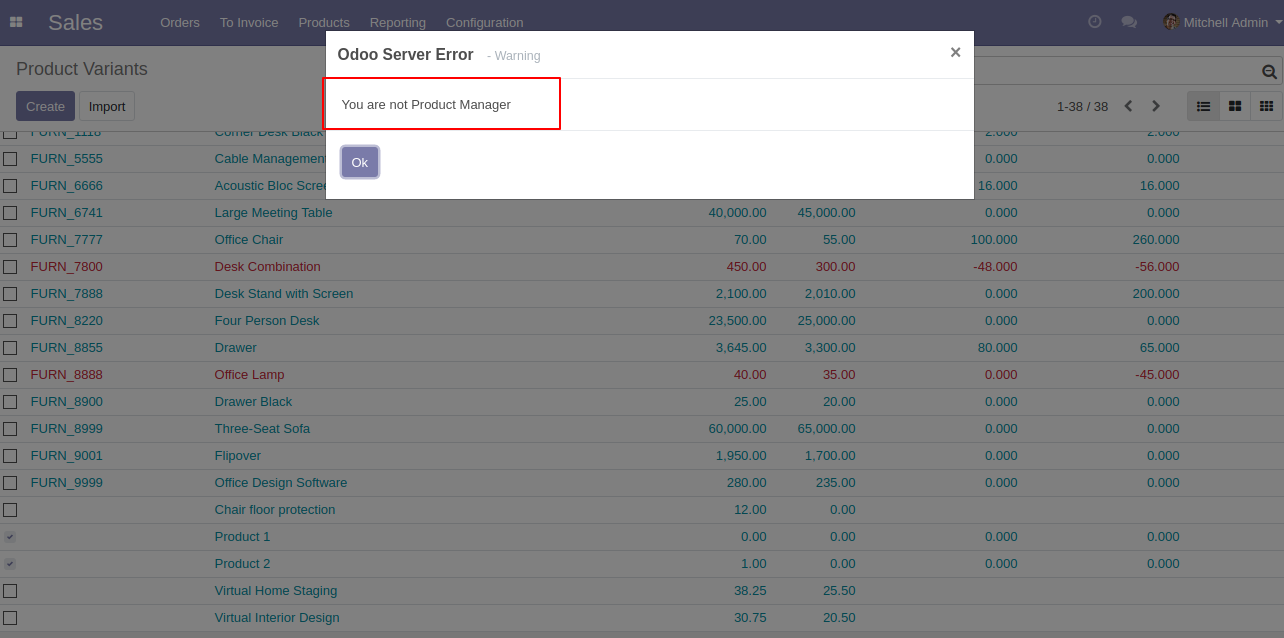 Sales Orders To Invoice Products Reporting Configuration Mitchell Admin
Odoo Server Error - Warning ×
You are not Product Manager
Ok
Product Variants
Create Import 1-38 / 38
FURN_1118 Corner Desk Black 2.000 2.000
FURN_5555 Cable Management 0.000 0.000
FURN_6666 Acoustic Bloc 16.000 16.000
FURN_6741 Large Meeting Table 40,000.00 45,000.00 0.000 0.000
FURN_7777 Office Chair 70.00 55.00 100.000 260.000
FURN_7800 Desk Combination 450.00 300.00 -48.000 -56.000
FURN_7888 Desk Stand with Screen 2,100.00 2,010.00 0.000 200.000
FURN_8220 Four Person Desk 23,500.00 25,000.00 0.000 0.000
FURN_8855 Drawer 3,645.00 3,300.00 80.000 65.000
FURN_8888 Office Lamp 40.00 35.00 0.000 -45.000
FURN_8900 Drawer Black 25.00 20.00 0.000 0.000
FURN_8999 Three-Seat Sofa 60,000.00 65,000.00 0.000 0.000
FURN_9001 Flipover 1,950.00 1,700.00 0.000 0.000
FURN_9999 Office Design Software 280.00 235.00 0.000 0.000
Chair floor protection 12.00 0.00
Product 1 0.00 0.00 0.000 0.000
Product 2 1.00 0.00 0.000 0.000
Virtual Home Staging 38.25 25.50
Virtual Interior Design 30.75 20.50